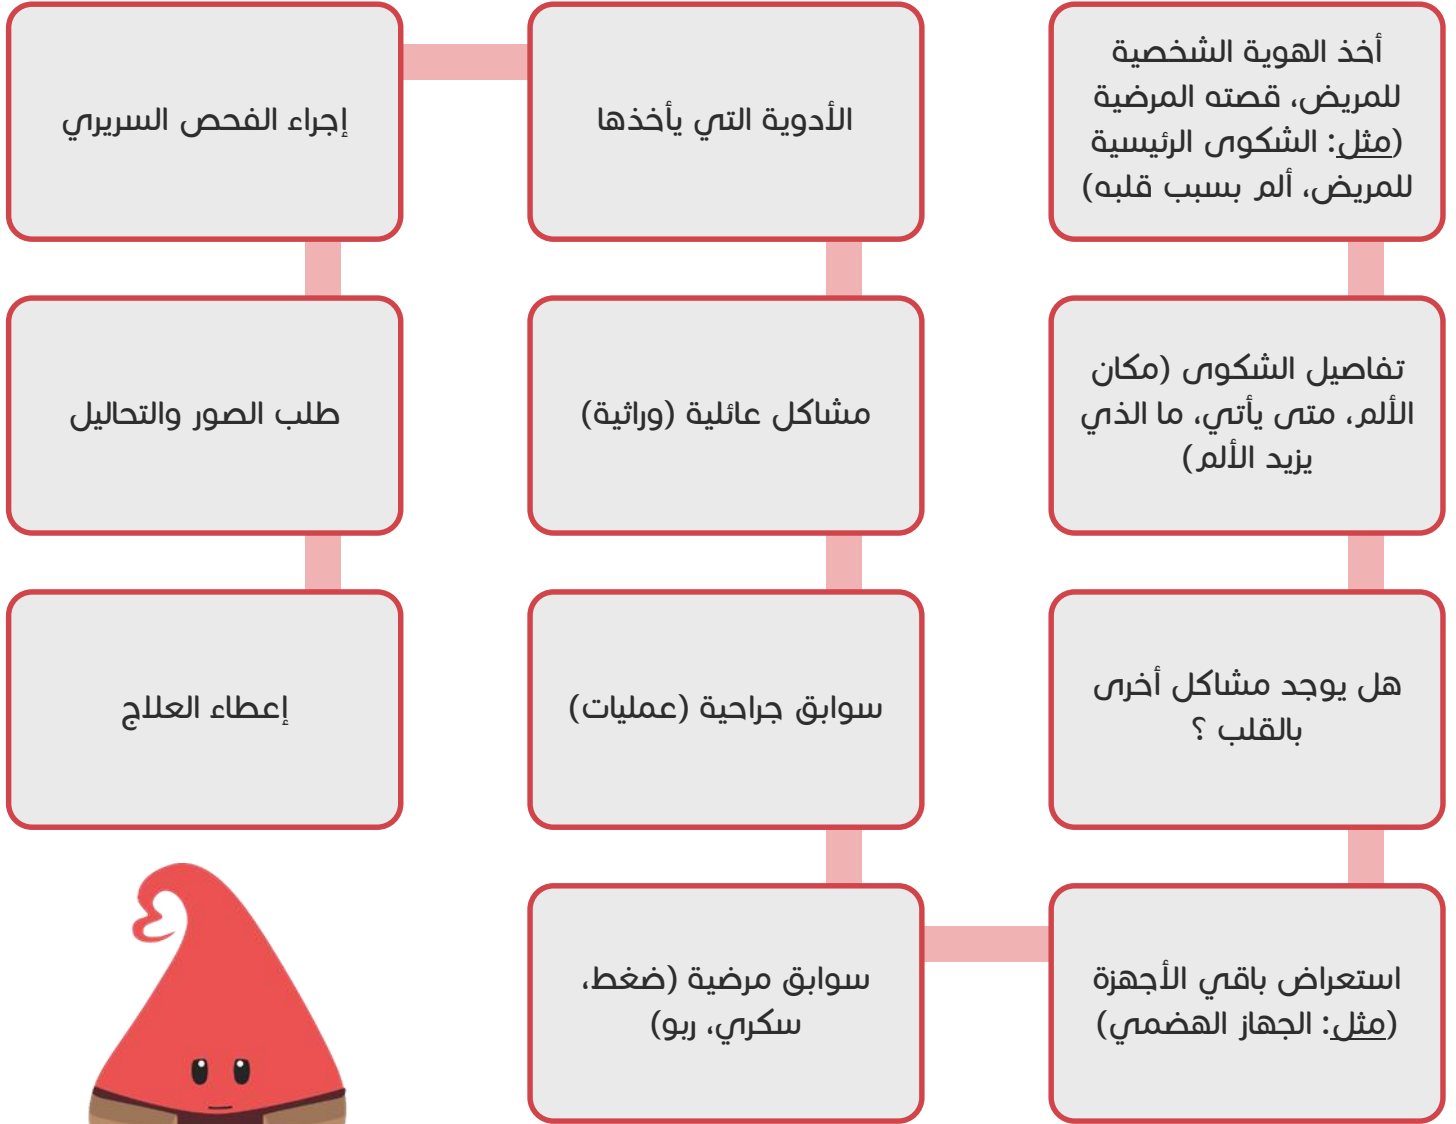 أخذ الهوية الشخصية
للمريض، قصته المرضية
(مثل: الشكوى الرئيسية
للمريض، ألم بسبب قلبه)
تفاصيل الشكوى (مكان
الألم، متى يأتي، ما الذي
يزيد الألم)
هل يوجد مشاكل أخرى
بالقلب ؟
استعراض باقي الأجهزة
(مثل: الجهاز الهضمي)
سوابق مرضية (ضغط،
سكري، ربو)
سوابق جراحية (عمليات)
مشاكل عائلية (وراثية)
الأدوية التي يأخذها
إجراء الفحص السريري
طلب الصور والتحاليل
إعطاء العلاج